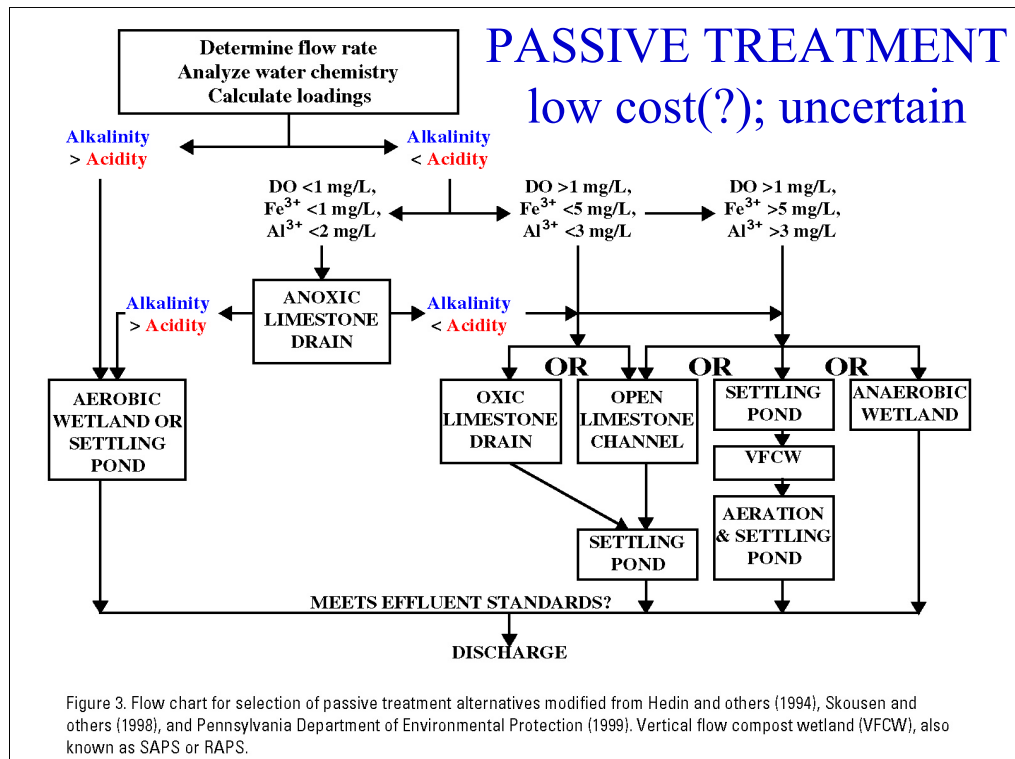 PASSIVE TREATMENT
low cost(?); uncertain
Determine flow rate
Analyze water chemistry
Calculate loadings
Alkalinity
> Acidity
Alkalinity
< Acidity
DO <1 mg/L,
Fe³⁺ <1 mg/L,
Al³⁺ <2 mg/L
DO >1 mg/L,
Fe³⁺ <5 mg/L,
Al³⁺ <3 mg/L
DO >1 mg/L,
Fe³⁺ >5 mg/L,
Al³⁺ >3 mg/L
Alkalinity
> Acidity
ANOXIC
LIMESTONE
DRAIN
Alkalinity
< Acidity
OR
OR
OR
AEROBIC
WETLAND OR
SETTLING
POND
OXIC
LIMESTONE
DRAIN
OPEN
LIMESTONE
CHANNEL
SETTLING
POND
ANAEROBIC
WETLAND
VFCW
AERATION
& SETTLING
POND
SETTLING
POND
MEETS EFFLUENT STANDARDS?
DISCHARGE
Figure 3. Flow chart for selection of passive treatment alternatives modified from Hedin and others (1994), Skousen and
others (1998), and Pennsylvania Department of Environmental Protection (1999). Vertical flow compost wetland (VFCW), also
known as SAPS or RAPS.